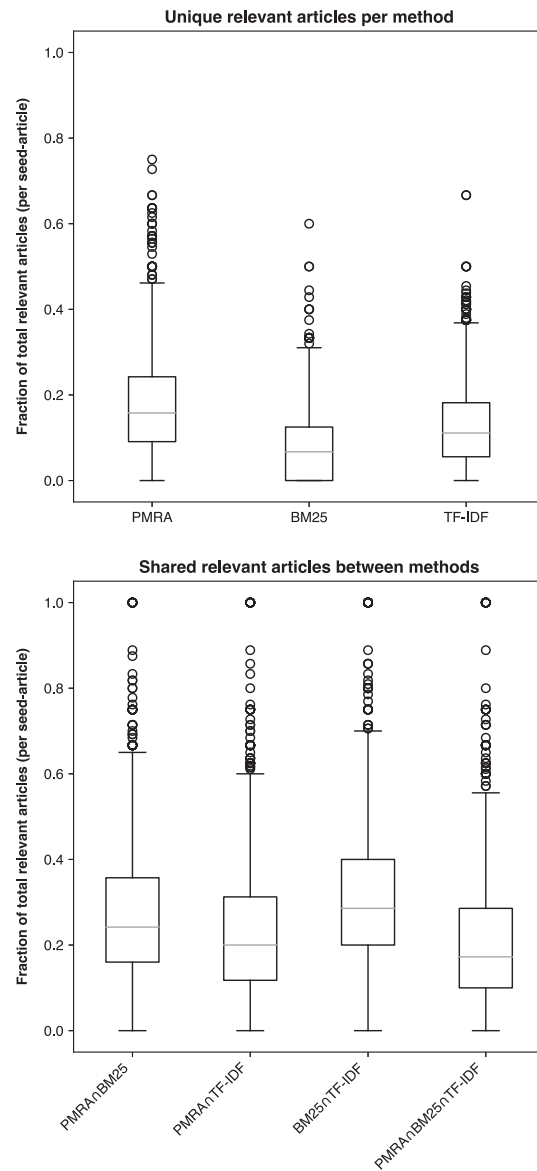 Unique relevant articles per method
Fraction of total relevant articles (per seed-article)
1.0
0.8
0.6
0.4
0.2
0.0
PMRA
BM25
TF-IDF
Shared relevant articles between methods
Fraction of total relevant articles (per seed-article)
1.0
0.8
0.6
0.4
0.2
0.0
PMRA∩BM25
PMRA∩TF-IDF
BM25∩TF-IDF
PMRA∩BM25∩TF-IDF